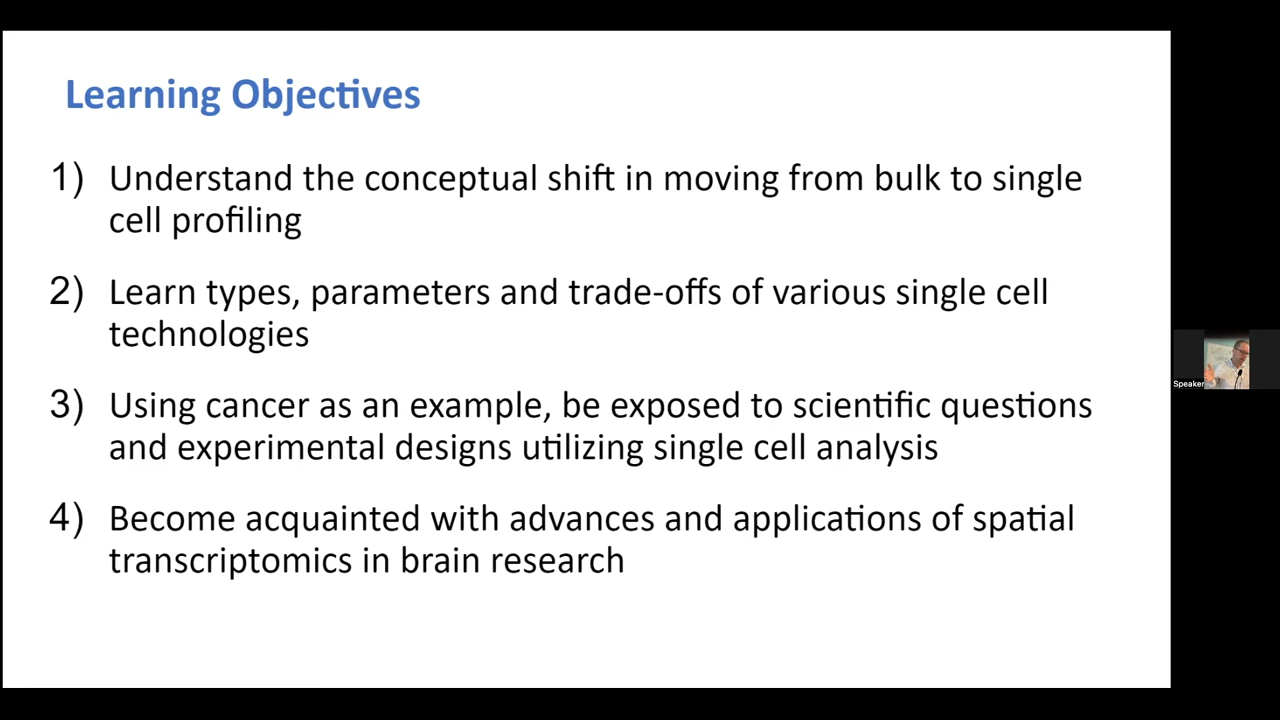 Learning Objectives
1) Understand the conceptual shift in moving from bulk to single
cell profiling
2) Learn types, parameters and trade-offs of various single cell
technologies
3) Using cancer as an example, be exposed to scientific questions
and experimental designs utilizing single cell analysis
4) Become acquainted with advances and applications of spatial
transcriptomics in brain research
Speaker